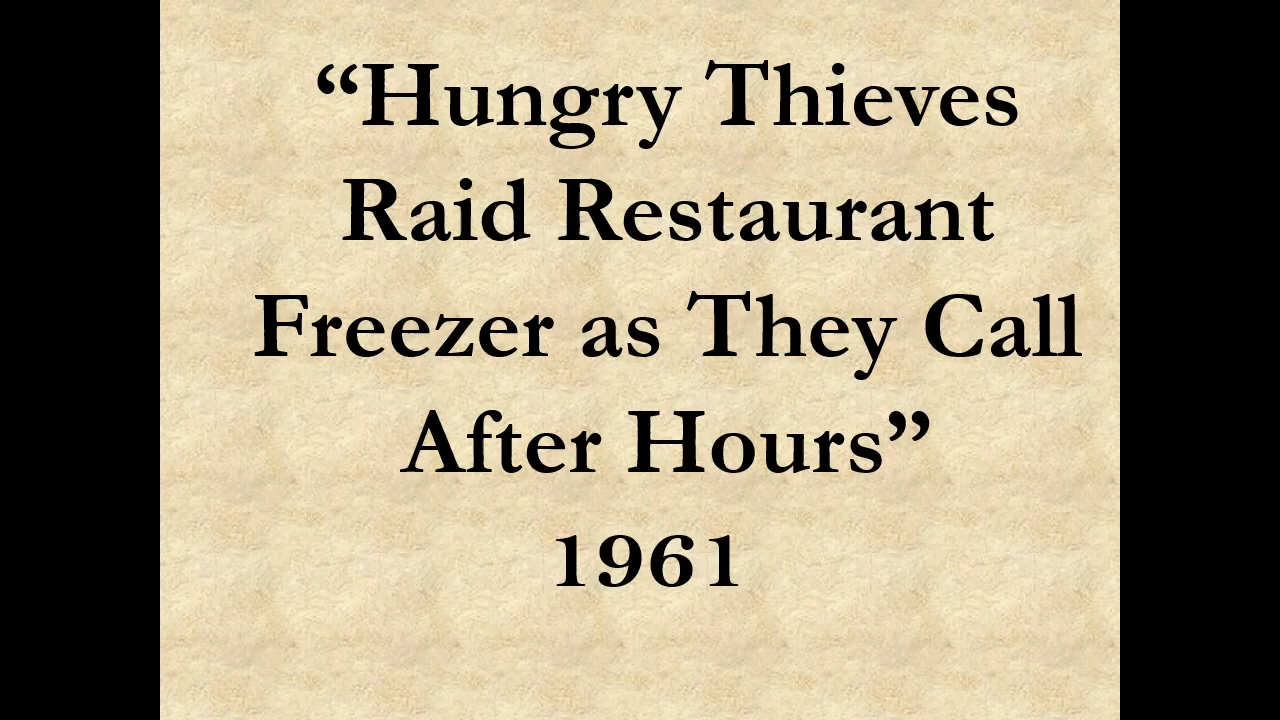 “Hungry Thieves
Raid Restaurant
Freezer as They Call
After Hours”
1961